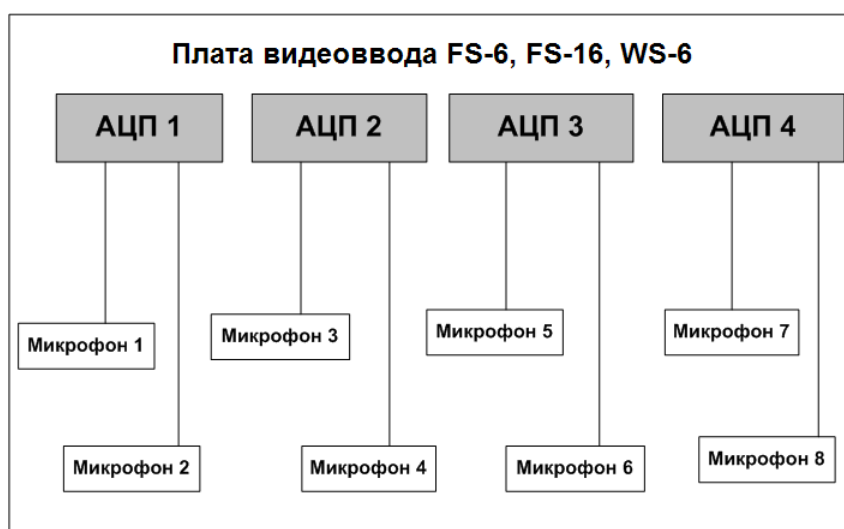 Плата видеоввода FS-6, FS-16, WS-6
АЦП 1
АЦП 2
АЦП 3
АЦП 4
Микрофон 1
Микрофон 3
Микрофон 5
Микрофон 7
Микрофон 2
Микрофон 4
Микрофон 6
Микрофон 8